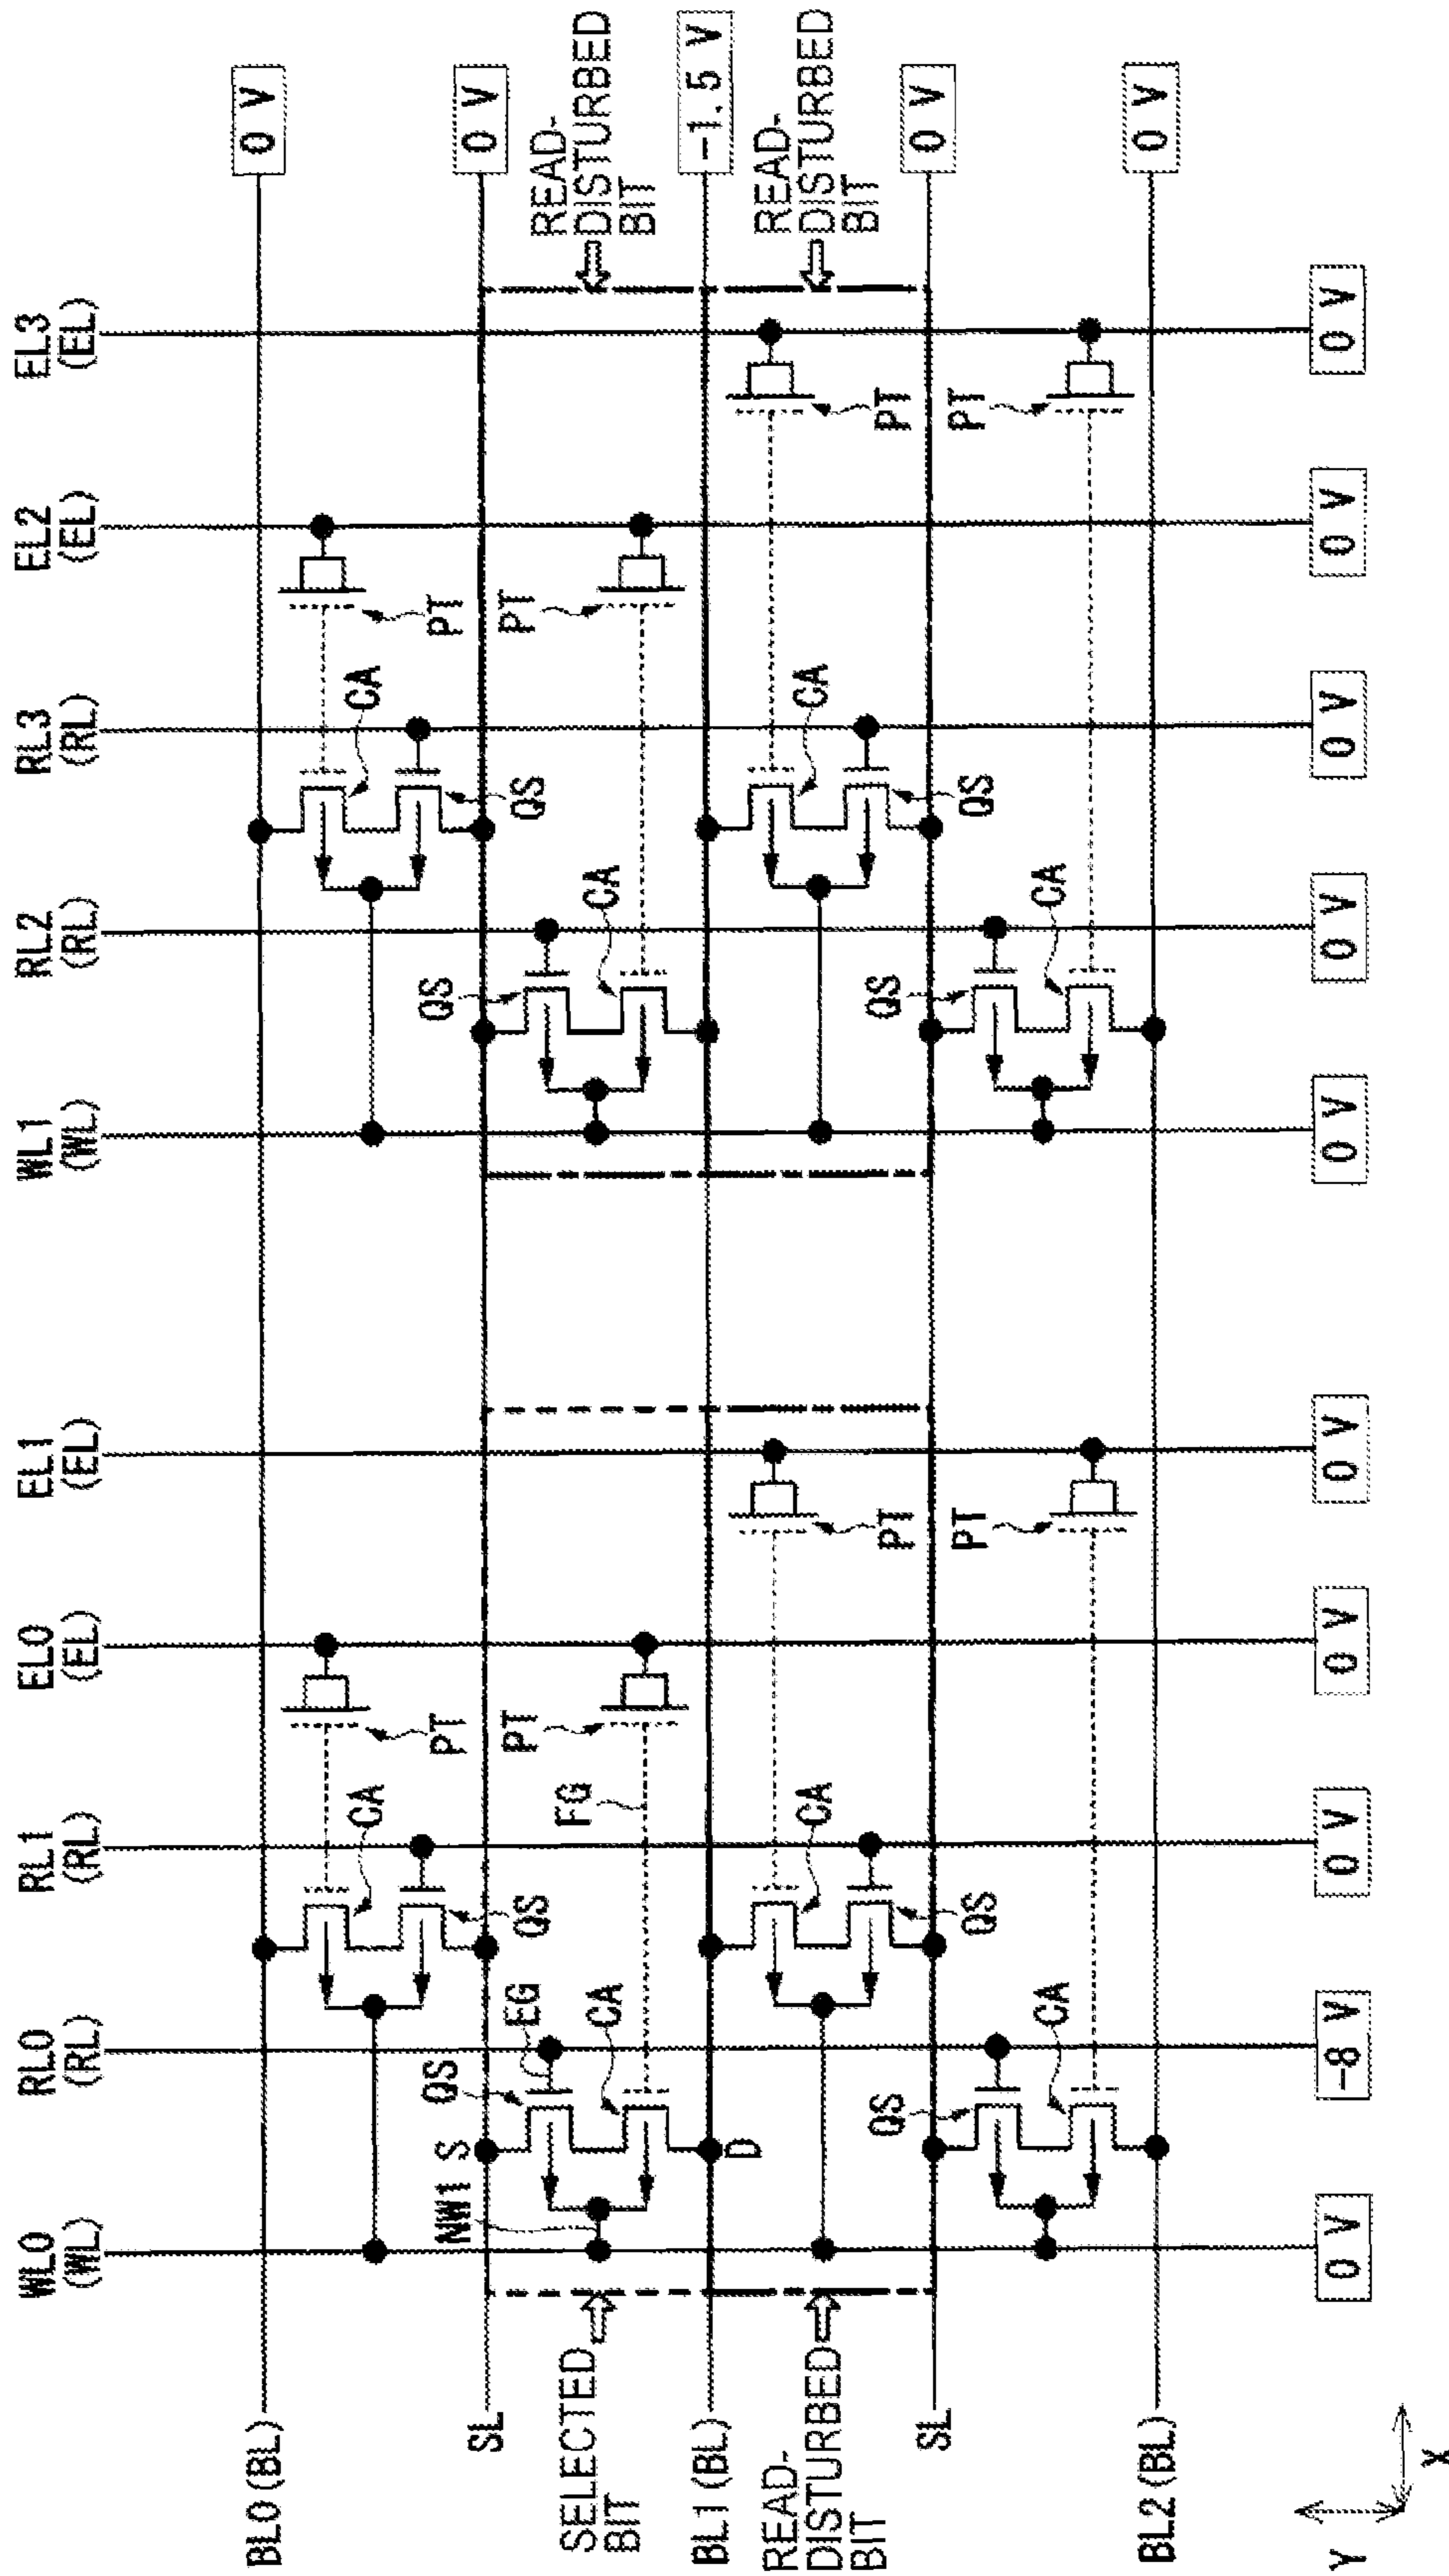 WL0
(WL)
RL0
(RL)
RL1
(RL)
EL0
(EL)
EL1
(EL)
WL1
(WL)
RL2
(RL)
RL3
(RL)
EL2
(EL)
EL3
(EL)
BL0(BL)
0 V
CA
PT
CA
PT
SL
NW1
S
QS
EG
QS
PT
QS
QS
PT
0 V
SELECTED
BIT
CA
FG
CA
READ-
DISTURBED
BIT
BL1(BL)
D
-1.5 V
READ-
DISTURBED
BIT
CA
PT
CA
PT
READ-
DISTURBED
BIT
SL
QS
QS
PT
QS
QS
PT
0 V
CA
CA
BL2(BL)
0 V
0 V
-8 V
0 V
0 V
0 V
0 V
0 V
0 V
0 V
0 V
Y
X